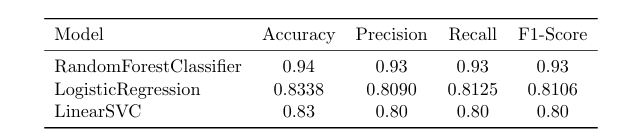 Model Accuracy Precision Recall F1-Score
RandomForestClassifier 0.94 0.93 0.93 0.93
LogisticRegression 0.8338 0.8090 0.8125 0.8106
LinearSVC 0.83 0.80 0.80 0.80